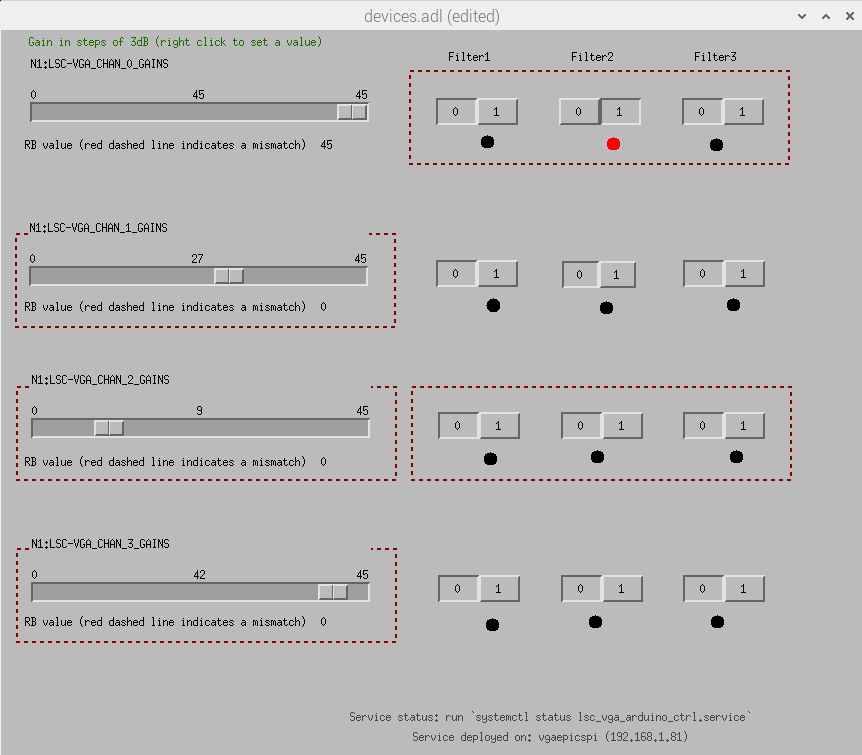 devices.adl (edited)
Gain in steps of 3dB (right click to set a value)
Filter1 Filter2 Filter3
N1:LSC-VGA_CHAN_0_GAINS
0 45 45
0 1 0 1 0 1
RB value (red dashed line indicates a mismatch) 45
N1:LSC-VGA_CHAN_1_GAINS
0 27 45
0 1 0 1 0 1
RB value (red dashed line indicates a mismatch) 0
N1:LSC-VGA_CHAN_2_GAINS
0 9 45
0 1 0 1 0 1
RB value (red dashed line indicates a mismatch) 0
N1:LSC-VGA_CHAN_3_GAINS
0 42 45
0 1 0 1 0 1
RB value (red dashed line indicates a mismatch) 0
Service status: run `systemctl status lsc_vga_arduino_ctrl.service`
Service deployed on: vgaepicspi (192.168.1.81)